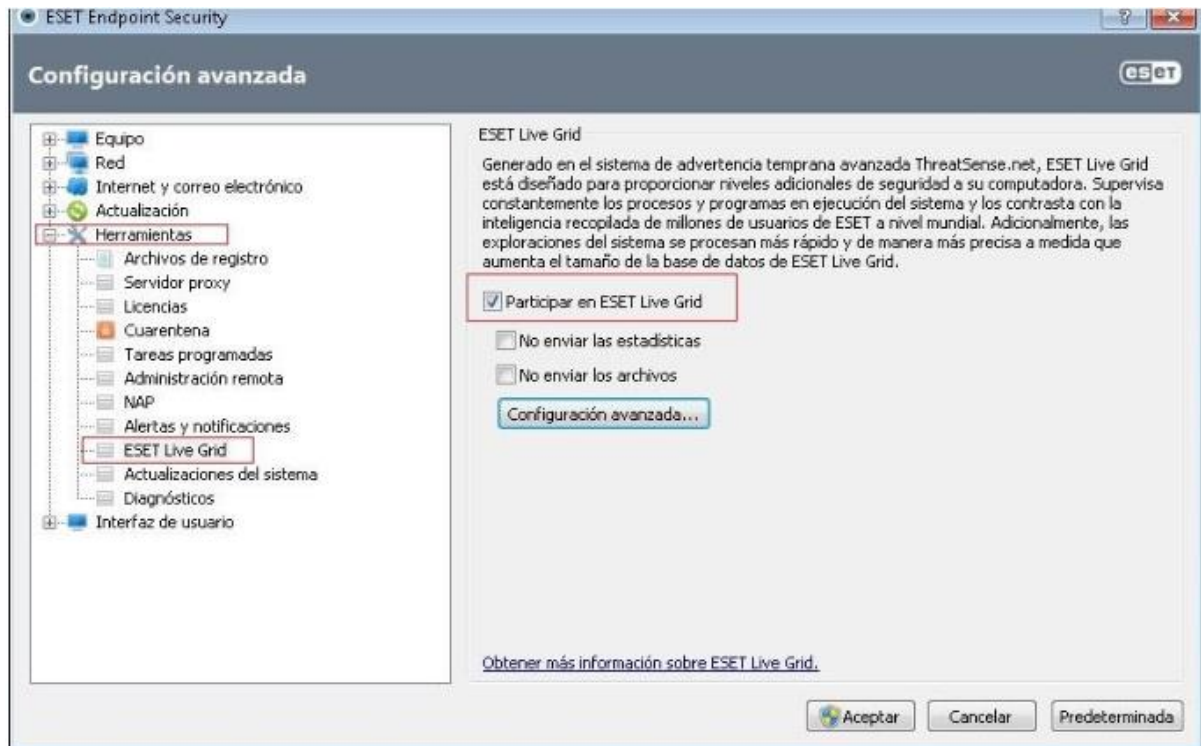 ESET Endpoint Security
Configuración avanzada
eseT
Equipo
Red
Internet y correo electrónico
Actualización
Herramientas
Archivos de registro
Servidor proxy
Licencias
Cuarentena
Tareas programadas
Administración remota
NAP
Alertas y notificaciones
ESET Live Grid
Actualizaciones del sistema
Diagnósticos
Interfaz de usuario
ESET Live Grid
Generado en el sistema de advertencia temprana avanzada ThreatSense.net, ESET Live Grid
está diseñado para proporcionar niveles adicionales de seguridad a su computadora. Supervisa
constantemente los procesos y programas en ejecución del sistema y los contrasta con la
inteligencia recopilada de millones de usuarios de ESET a nivel mundial. Adicionalmente, las
exploraciones del sistema se procesan más rápido y de manera más precisa a medida que
aumenta el tamaño de la base de datos de ESET Live Grid.
Participar en ESET Live Grid
No enviar las estadísticas
No enviar los archivos
Configuración avanzada...
Obtener más información sobre ESET Live Grid.
Aceptar
Cancelar
Predeterminada